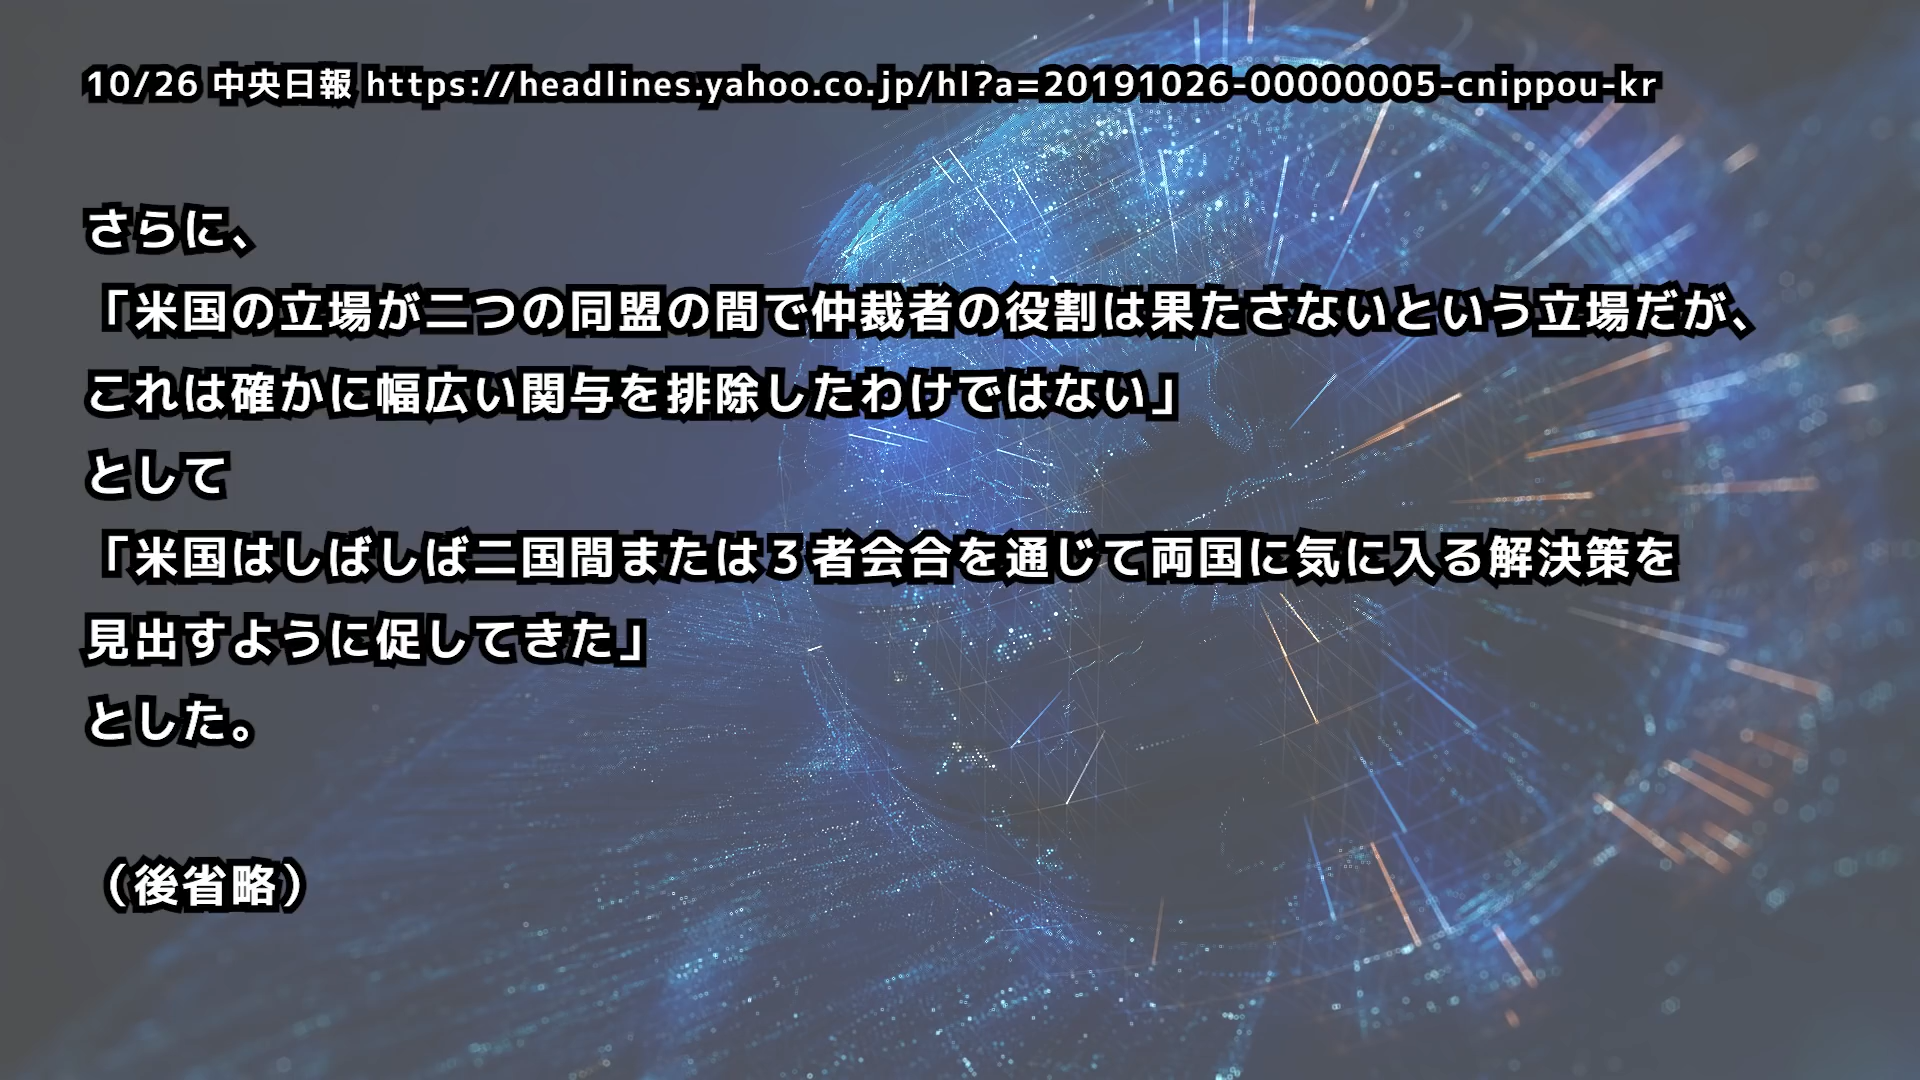 10/26 中央日報 https://headlines.yahoo.co.jp/hl?a=20191026-00000005-cnippou-kr
さらに、
「米国の立場が二つの同盟の間で仲裁者の役割は果たさないという立場だが、
これは確かに幅広い関与を排除したわけではない」
として
「米国はしばしば二国間または３者会合を通じて両国に気に入る解決策を
見出すように促してきた」
とした。
（後省略）